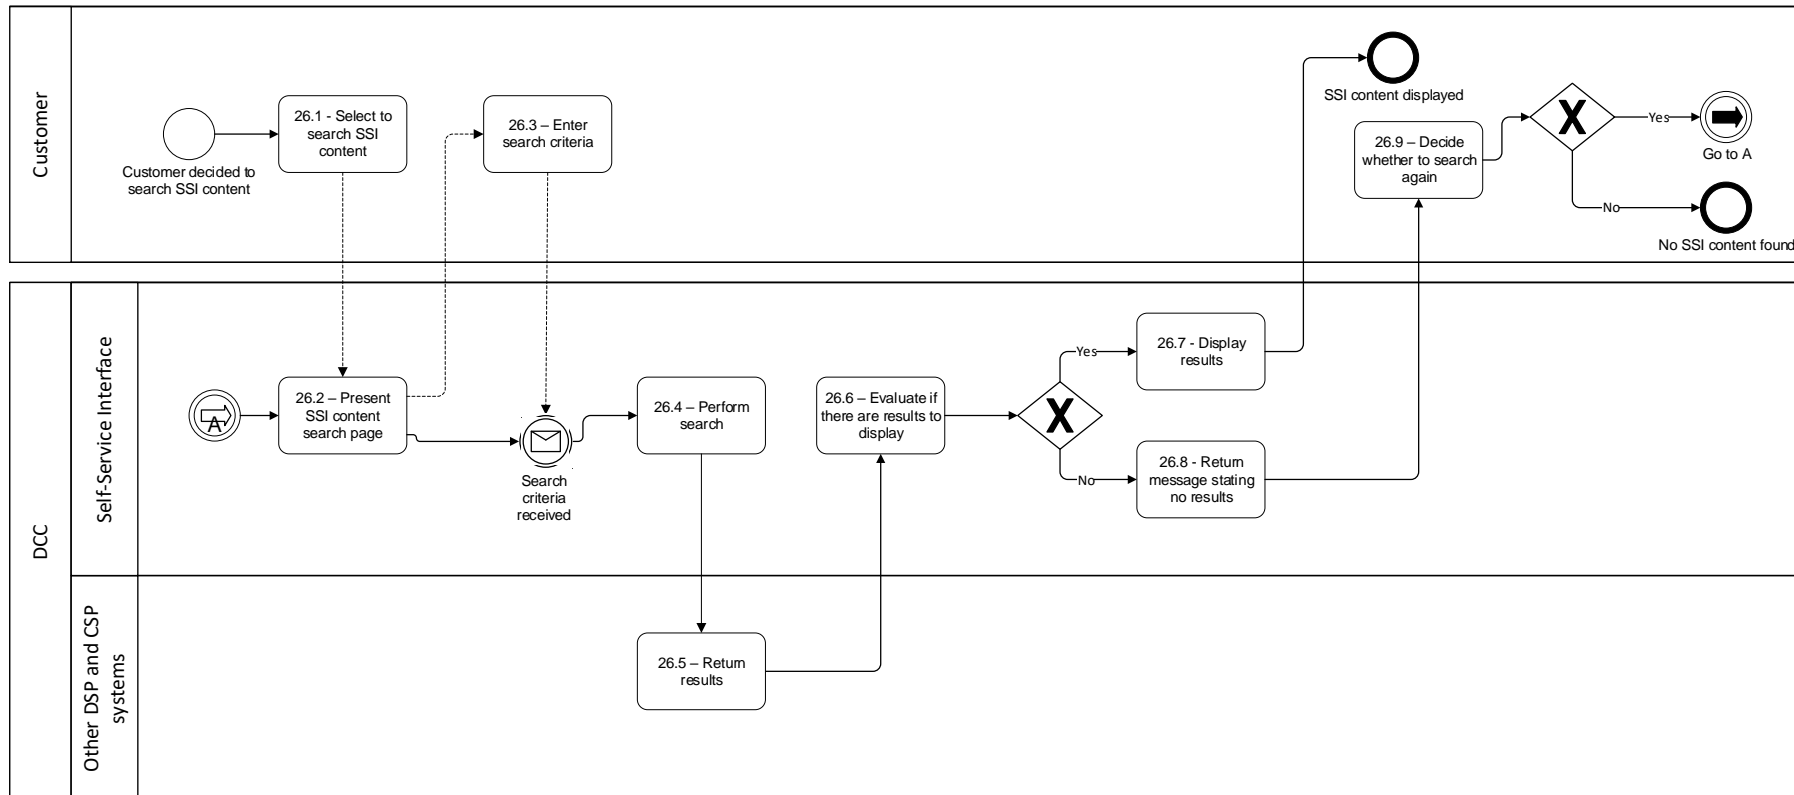 Customer
Customer decided to
search SSI content
26.1 - Select to
search SSI
content
26.3 – Enter
search criteria
SSI content displayed
26.9 – Decide
whether to search
again
X
Yes
Go to A
No
No SSI content found
DCC
Self-Service Interface
A
26.2 – Present
SSI content
search page
Search
criteria
received
26.4 – Perform
search
26.6 – Evaluate if
there are results to
display
X
Yes
26.7 - Display
results
No
26.8 - Return
message stating
no results
Other DSP and CSP
systems
26.5 – Return
results